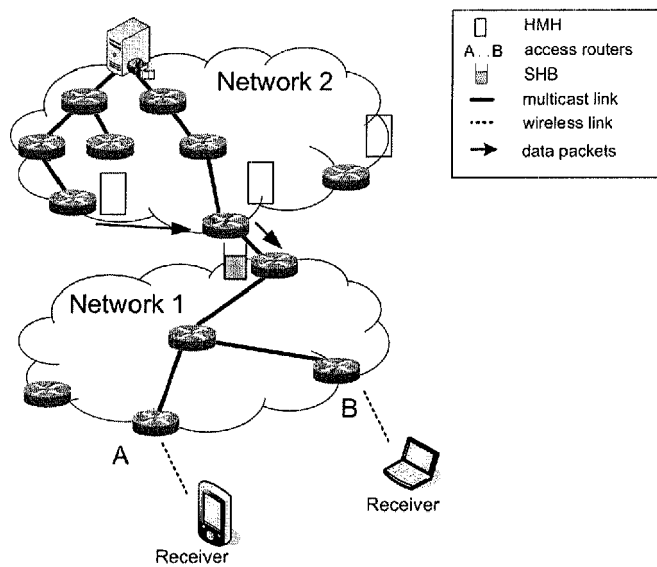 Network 2
Network 1
A
B
Receiver
Receiver
HMH
A B access routers
SHB
multicast link
wireless link
data packets